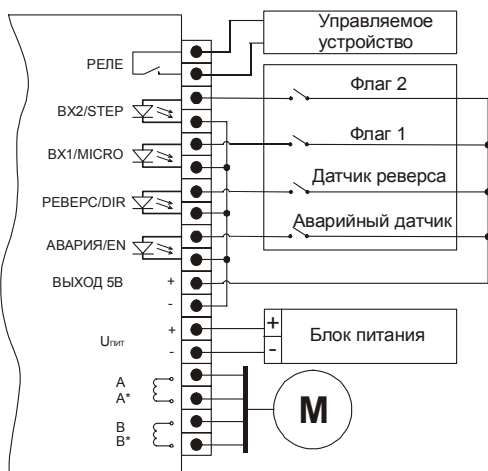 Управляемое
устройство
РЕЛЕ
Флаг 2
ВХ2/STEP
Флаг 1
ВХ1/MICRO
Датчик реверса
РЕВЕРС/DIR
Аварийный датчик
АВАРИЯ/EN
ВЫХОД 5В
+
-
Uпит
+
-
+
-
Блок питания
A
A*
B
B*
М